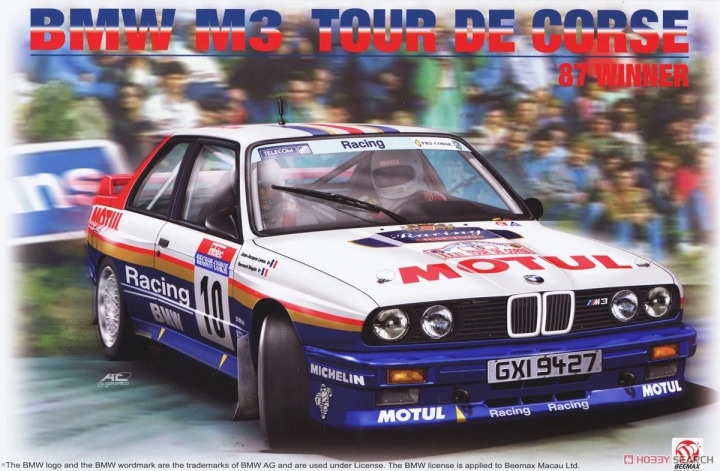 BMW M3 TOUR DE CORSE
87 WINNER
TELECOM
Racing
MOTUL
Racing
BMW
10
Racing
MOTUL
M3
GXI 9427
MICHELIN
MOTUL
Racing
Racing
MOTUL
HOBBY SEARCH
BEEMAX
*The BMW logo and the BMW wordmark are the trademarks of BMW AG and are used under License. The BMW license is applied to Beemax Macau Ltd.